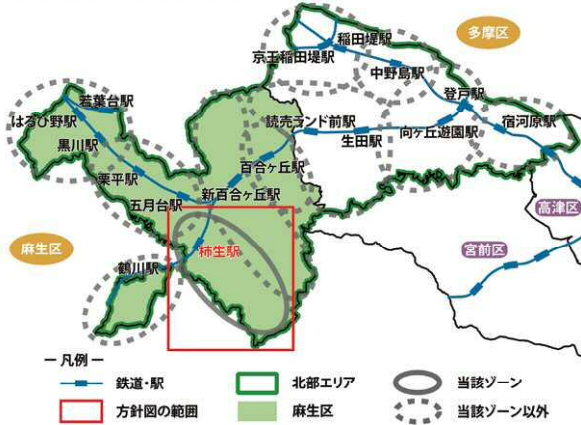 多摩区
稲田堤駅
京王稲田堤駅
中野島駅
登戸駅
若葉台駅
はるひ野駅
読売ランド前駅
宿河原駅
黒川駅
生田駅
向ヶ丘遊園駅
百合ヶ丘駅
栗平駅
新百合ヶ丘駅
五月台駅
高津区
麻生区
柿生駅
宮前区
鶴川駅
― 凡例 ―
鉄道・駅
北部エリア
当該ゾーン
方針図の範囲
麻生区
当該ゾーン以外